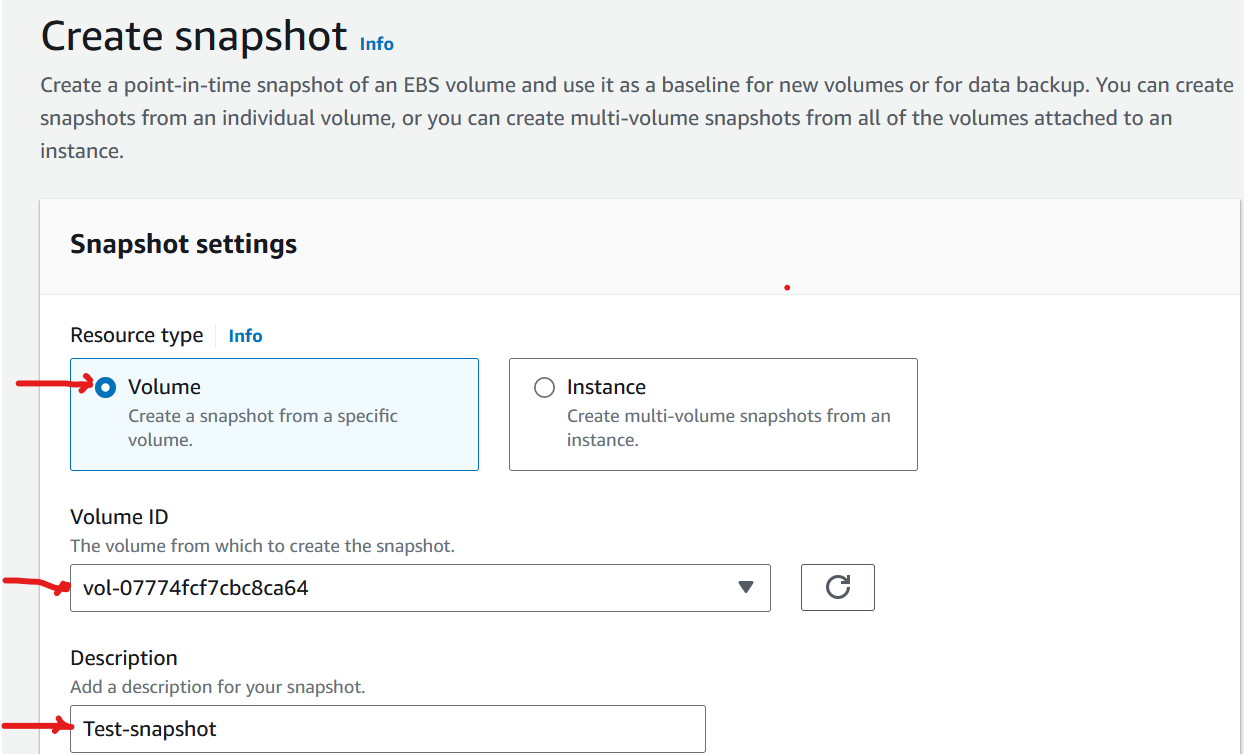 Create snapshot Info
Create a point-in-time snapshot of an EBS volume and use it as a baseline for new volumes or for data backup. You can create
snapshots from an individual volume, or you can create multi-volume snapshots from all of the volumes attached to an
instance.
Snapshot settings
Resource type Info
Volume
Create a snapshot from a specific
volume.
Instance
Create multi-volume snapshots from an
instance.
Volume ID
The volume from which to create the snapshot.
vol-07774fcf7cbc8ca64
Description
Add a description for your snapshot.
Test-snapshot